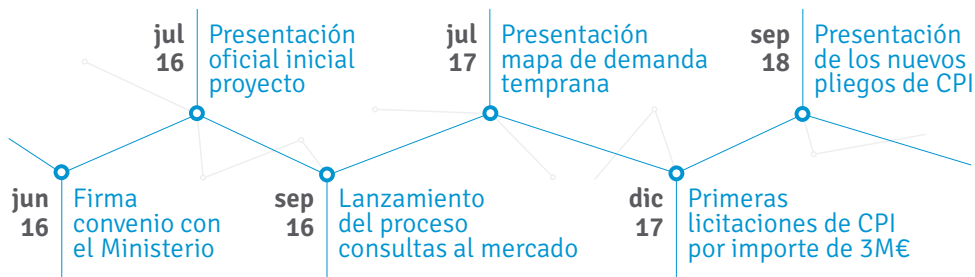 jun
16
Firma
convenio con
el Ministerio
jul
16
Presentación
oficial inicial
proyecto
sep
16
Lanzamiento
del proceso
consultas al mercado
jul
17
Presentación
mapa de demanda
temprana
dic
17
Primeras
licitaciones de CPI
por importe de 3M€
sep
18
Presentación
de los nuevos
pliegos de CPI